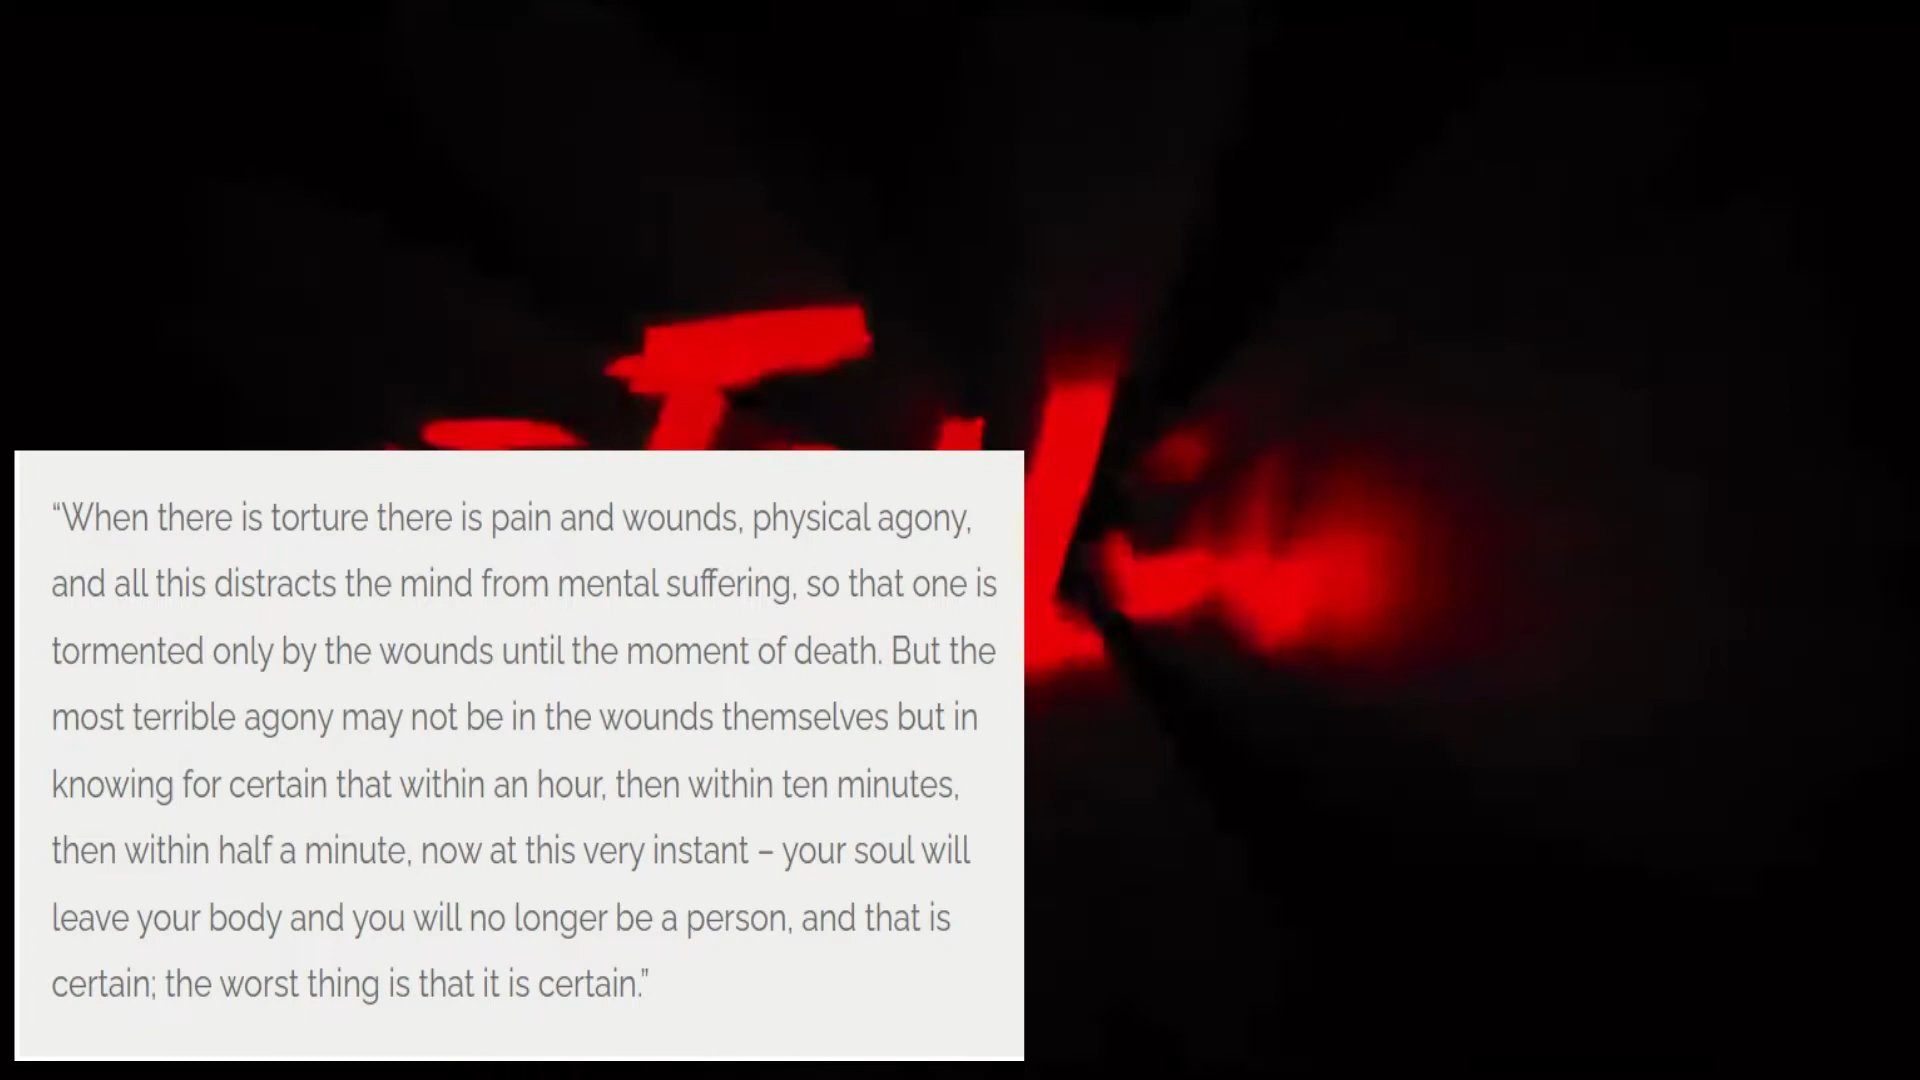 “When there is torture there is pain and wounds, physical agony,
and all this distracts the mind from mental suffering, so that one is
tormented only by the wounds until the moment of death. But the
most terrible agony may not be in the wounds themselves but in
knowing for certain that within an hour, then within ten minutes,
then within half a minute, now at this very instant – your soul will
leave your body and you will no longer be a person, and that is
certain; the worst thing is that it is certain.”